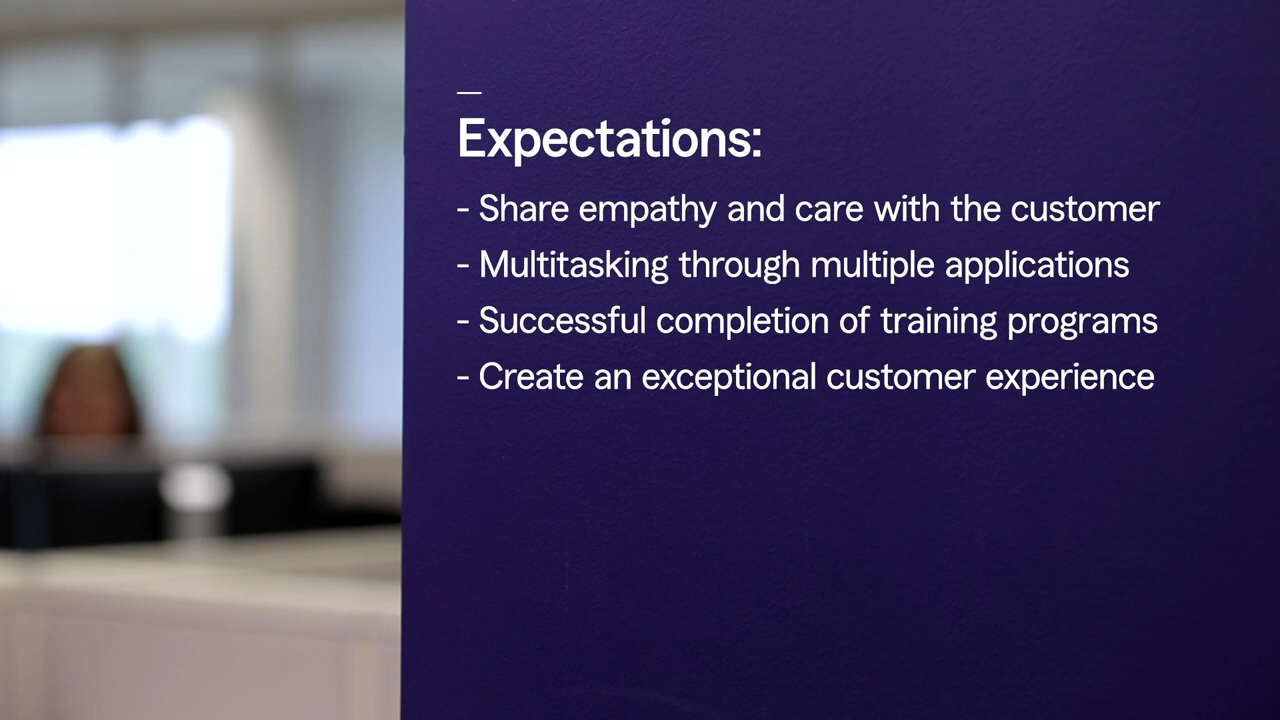 Expectations:
- Share empathy and care with the customer
- Multitasking through multiple applications
- Successful completion of training programs
- Create an exceptional customer experience